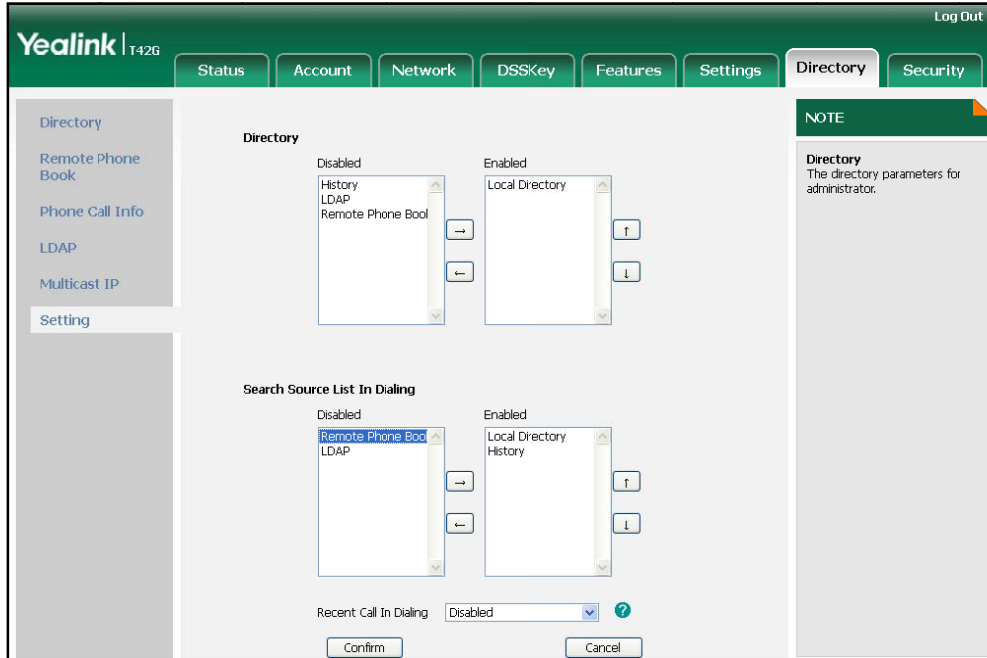 Log Out
Yealink | T42G
Status Account Network DSSKey Features Settings Directory Security
Directory
Remote Phone
Book
Phone Call Info
LDAP
Multicast IP
Setting
Directory
Disabled Enabled
History
LDAP
Remote Phone Bool
Local Directory
→
←
↑
↓
Search Source List In Dialing
Disabled Enabled
Remote Phone Boo
LDAP
Local Directory
History
→
←
↑
↓
Recent Call In Dialing Disabled ?
Confirm Cancel
NOTE
Directory
The directory parameters for
administrator.